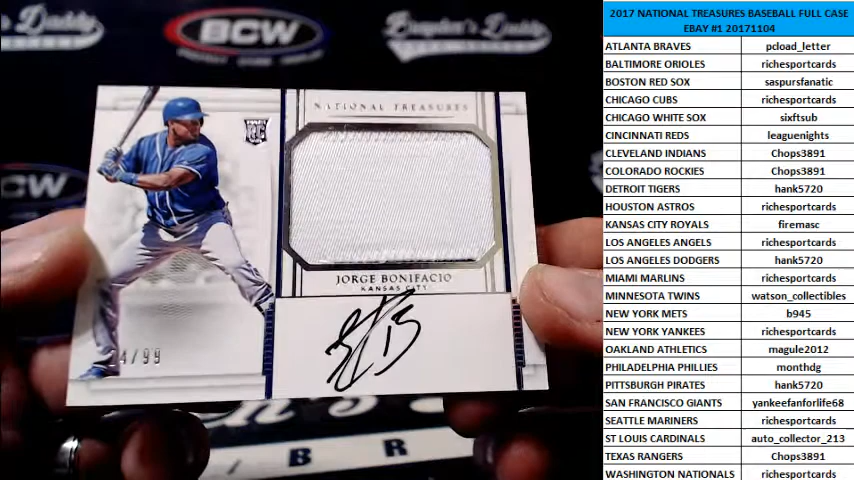 Brandon's Daddy
BCW
BCW
NATIONAL TREASURES
RC
JORGE BONIFACIO
KANSAS CITY
4/99
B R
2017 NATIONAL TREASURES BASEBALL FULL CASE
EBAY #1 20171104
ATLANTA BRAVES pcload_letter
BALTIMORE ORIOLES richesportcards
BOSTON RED SOX saspursfanatic
CHICAGO CUBS richesportcards
CHICAGO WHITE SOX sixftsub
CINCINNATI REDS leaguenights
CLEVELAND INDIANS Chops3891
COLORADO ROCKIES Chops3891
DETROIT TIGERS hank5720
HOUSTON ASTROS richesportcards
KANSAS CITY ROYALS firemasc
LOS ANGELES ANGELS richesportcards
LOS ANGELES DODGERS hank5720
MIAMI MARLINS richesportcards
MINNESOTA TWINS watson_collectibles
NEW YORK METS b945
NEW YORK YANKEES richesportcards
OAKLAND ATHLETICS magule2012
PHILADELPHIA PHILLIES monthdg
PITTSBURGH PIRATES hank5720
SAN FRANCISCO GIANTS yankeefanforlife68
SEATTLE MARINERS richesportcards
ST LOUIS CARDINALS auto_collector_213
TEXAS RANGERS Chops3891
WASHINGTON NATIONALS richesportcards